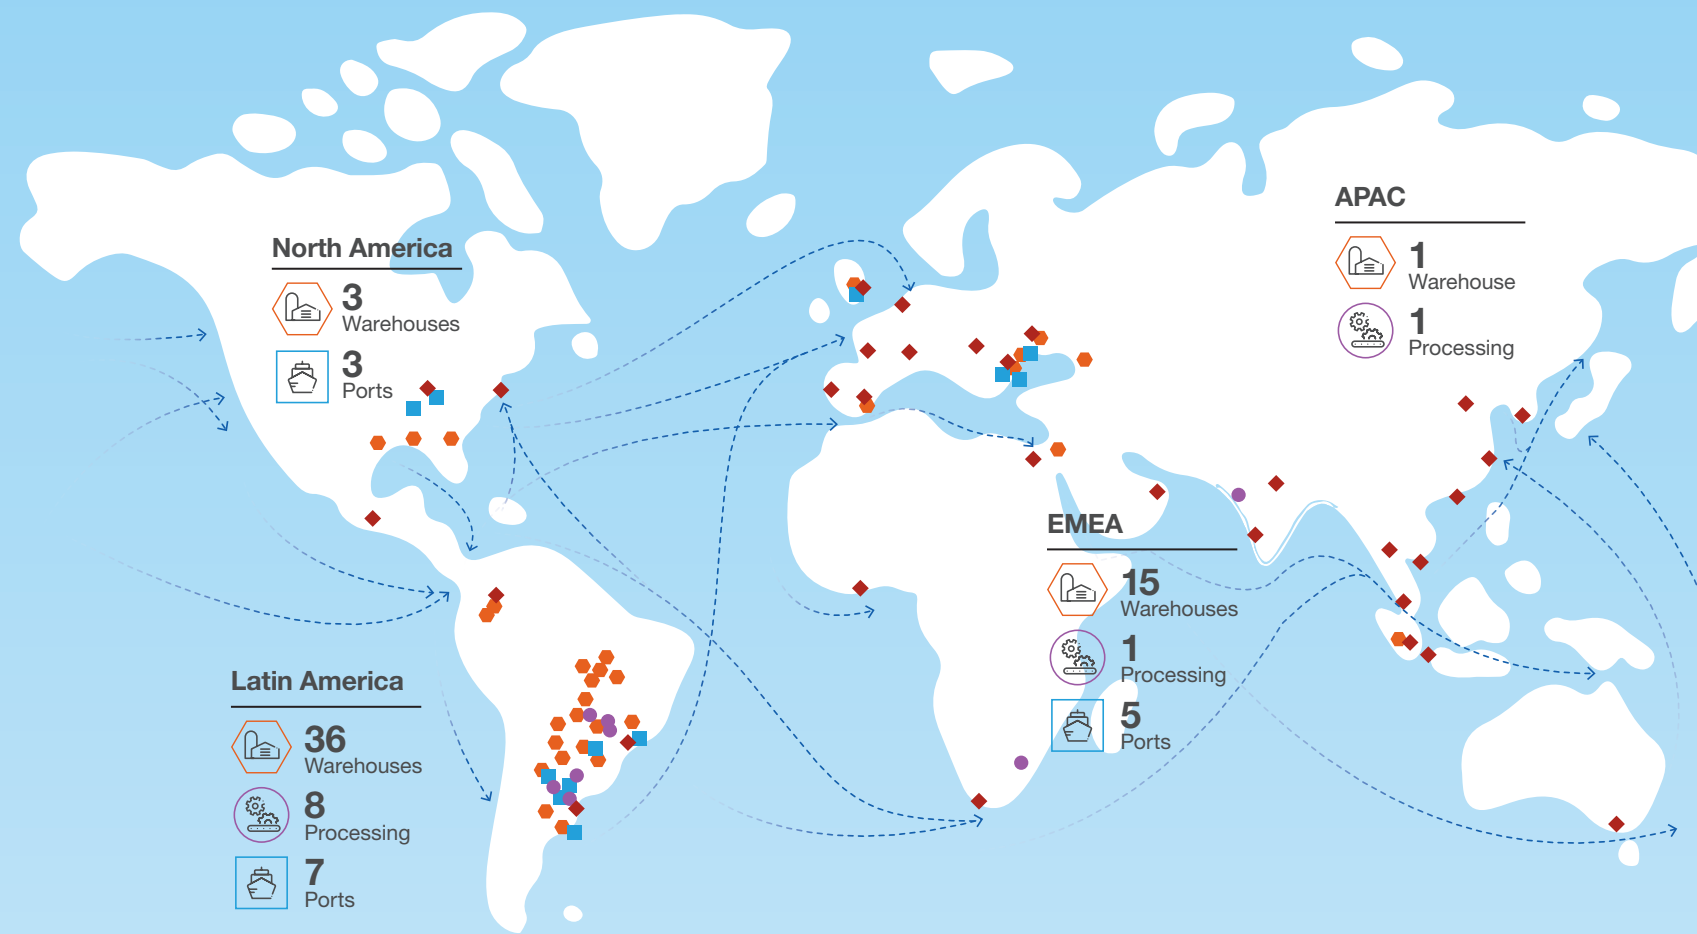 North America
3
Warehouses
3
Ports
Latin America
36
Warehouses
8
Processing
7
Ports
EMEA
15
Warehouses
1
Processing
5
Ports
APAC
1
Warehouse
1
Processing